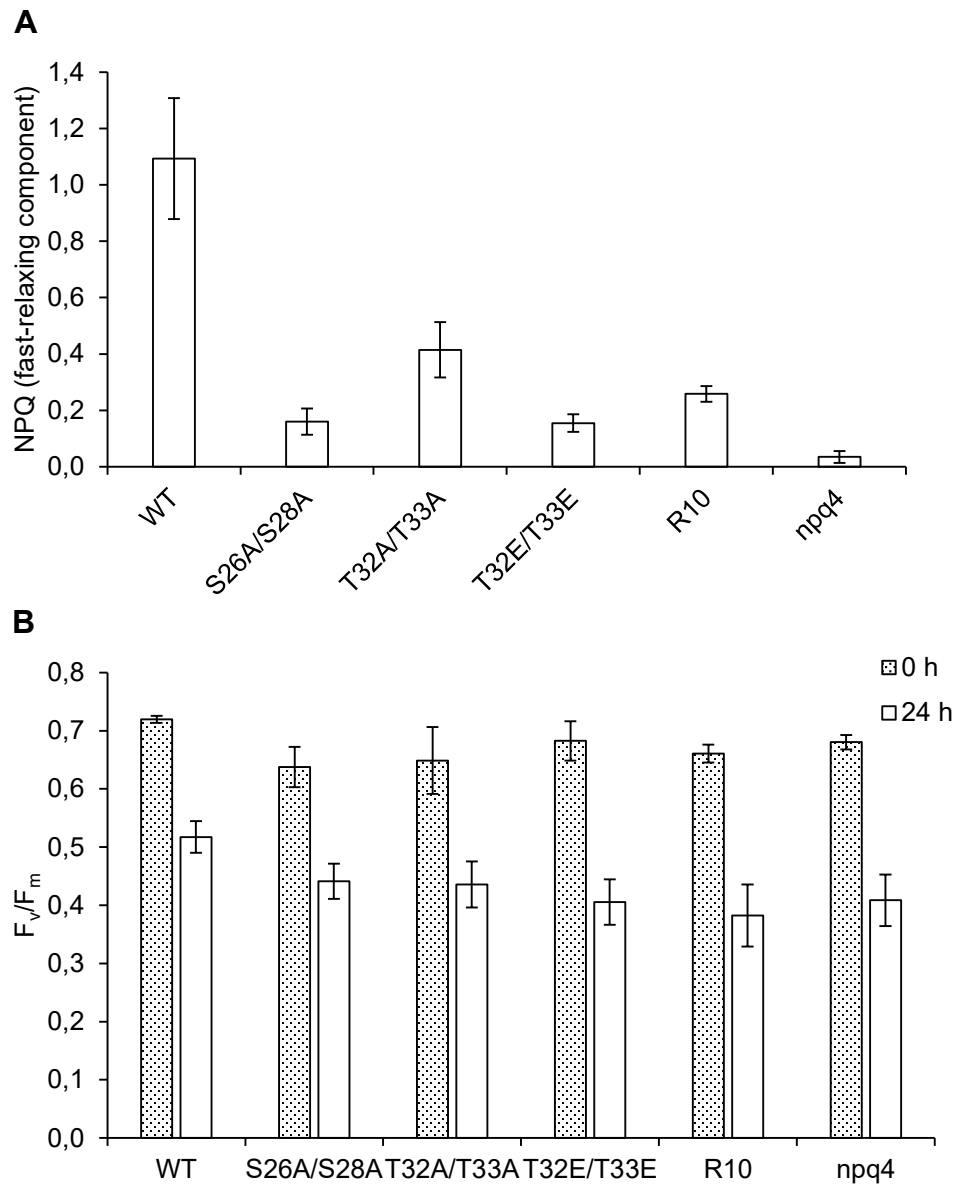 A
NPQ (fast-relaxing component)
1,4
1,2
1,0
0,8
0,6
0,4
0,2
0,0
WT
S26A/S28A
T32A/T33A
T32E/T33E
R10
npq4
B
Fv/Fm
0,8
0,7
0,6
0,5
0,4
0,3
0,2
0,1
0,0
0 h
24 h
WT S26A/S28A T32A/T33A T32E/T33E R10 npq4